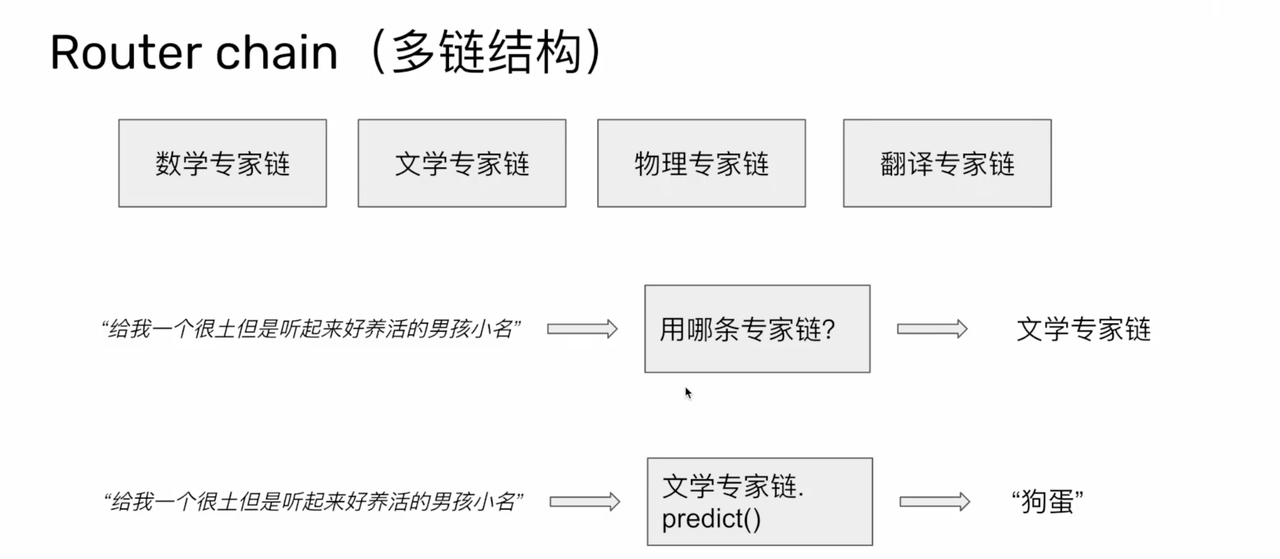 Router chain（多链结构）
数学专家链
文学专家链
物理专家链
翻译专家链
“给我一个很土但是听起来好养活的男孩小名”
用哪条专家链?
文学专家链
“给我一个很土但是听起来好养活的男孩小名”
文学专家链.
predict()
“狗蛋”